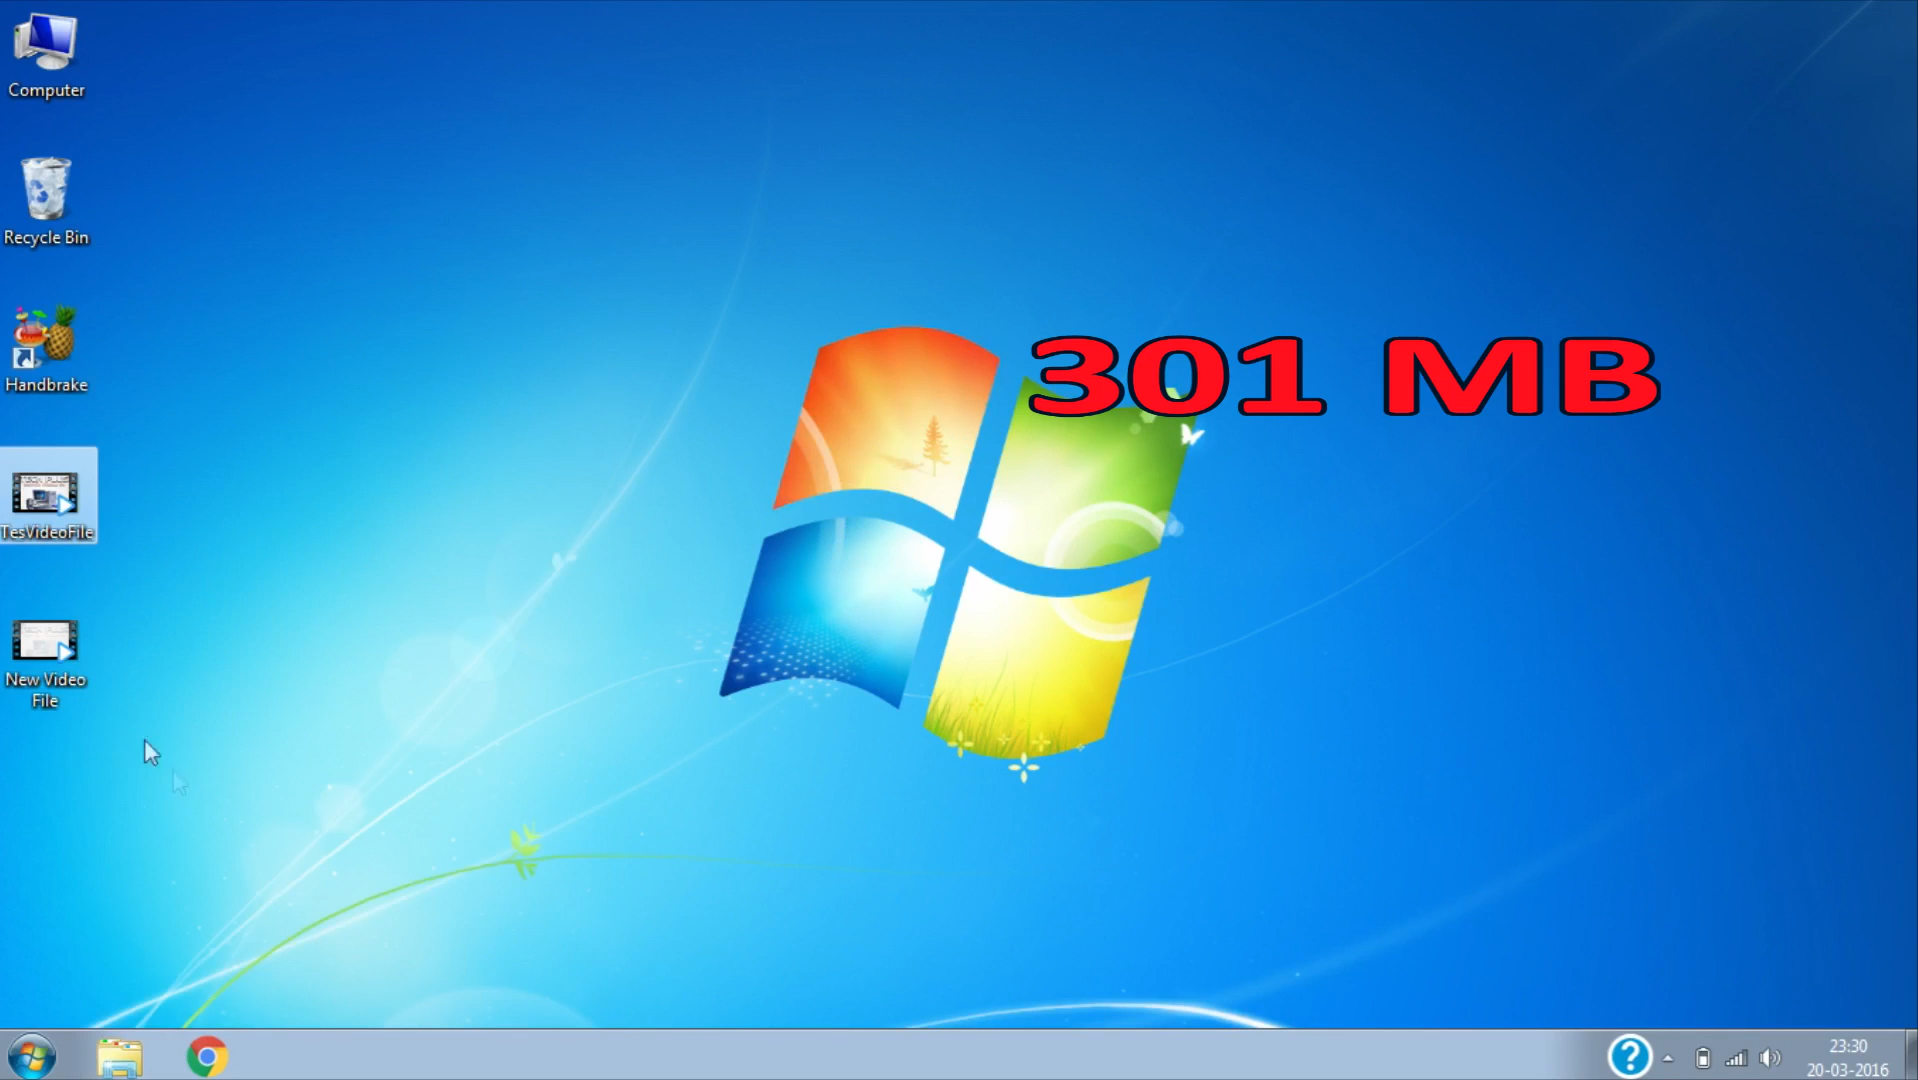 Computer
Recycle Bin
Handbrake
TesVideoFile
New Video
File
301 MB
23:30
20-03-2016